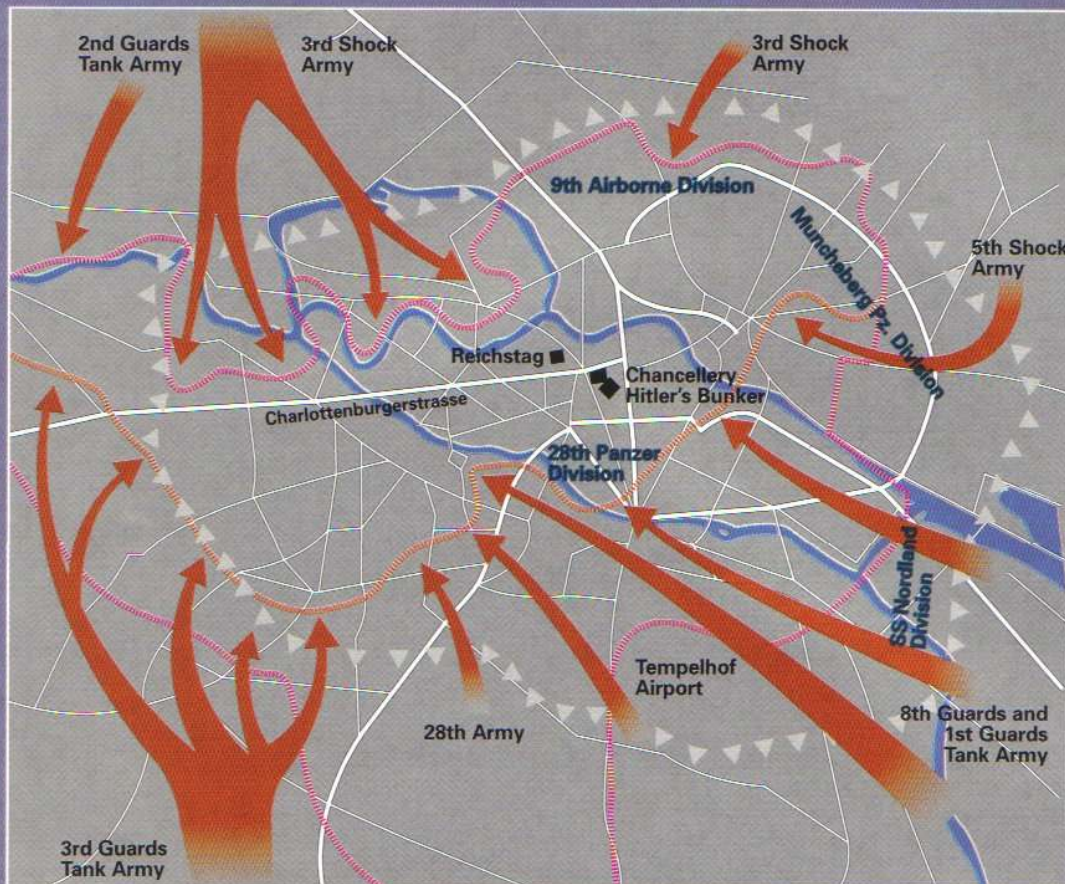 2nd Guards
Tank Army
3rd Shock
Army
3rd Shock
Army
9th Airborne Division
Muncheberg Pz. Division
5th Shock
Army
Reichstag
Chancellery
Hitler's Bunker
Charlottenburgerstrasse
28th Panzer
Division
SS Nordland
Division
Tempelhof
Airport
28th Army
8th Guards and
1st Guards
Tank Army
3rd Guards
Tank Army